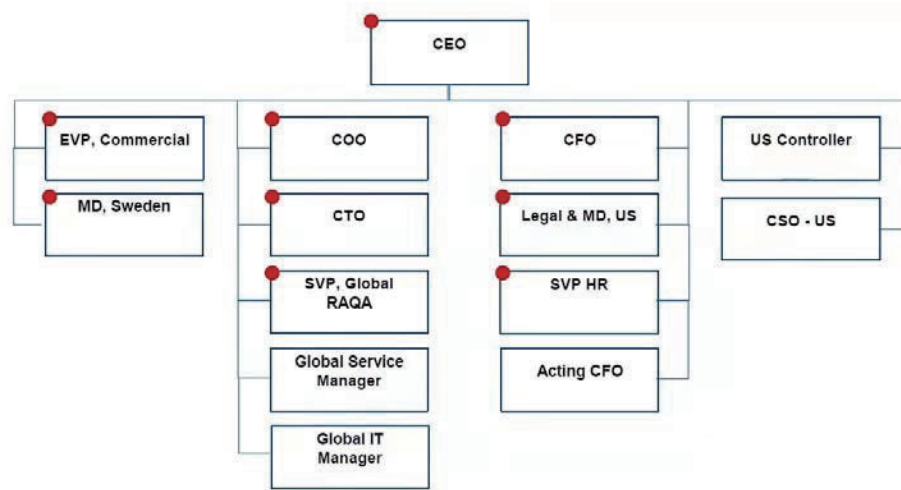 CEO
EVP, Commercial
MD, Sweden
COO
CTO
SVP, Global
RAQA
Global Service
Manager
Global IT
Manager
CFO
Legal & MD, US
SVP HR
Acting CFO
US Controller
CSO - US